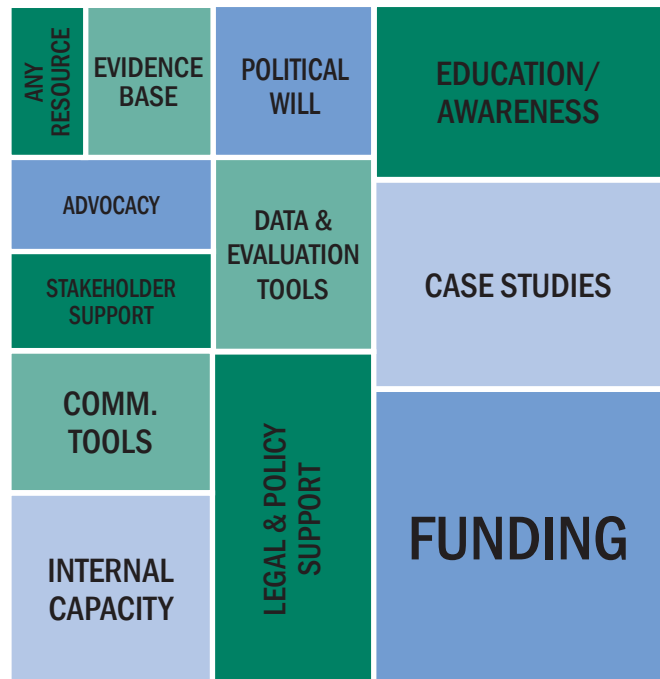 ANY
RESOURCE
EVIDENCE
BASE
POLITICAL
WILL
EDUCATION/
AWARENESS
ADVOCACY
DATA &
EVALUATION
TOOLS
CASE STUDIES
STAKEHOLDER
SUPPORT
COMM.
TOOLS
LEGAL & POLICY
SUPPORT
FUNDING
INTERNAL
CAPACITY